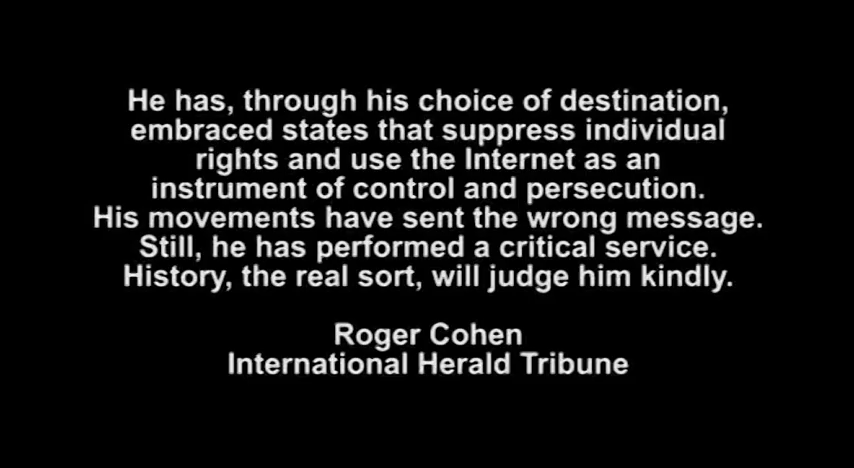 He has, through his choice of destination,
embraced states that suppress individual
rights and use the Internet as an
instrument of control and persecution.
His movements have sent the wrong message.
Still, he has performed a critical service.
History, the real sort, will judge him kindly.
Roger Cohen
International Herald Tribune